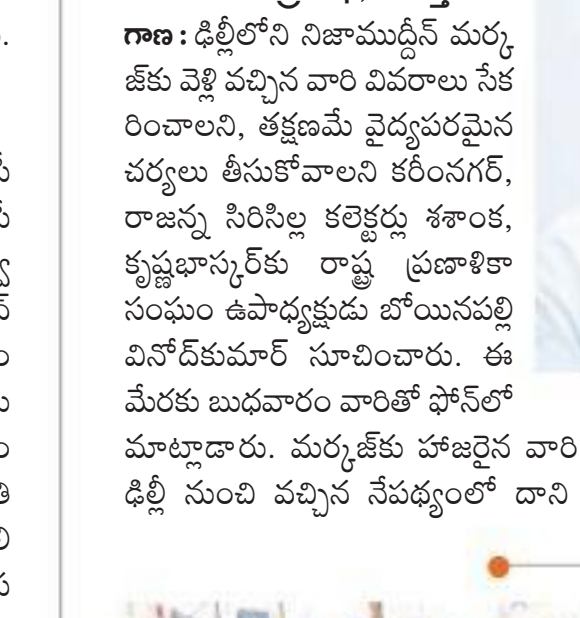 గాణ : ఢిల్లీలోని నిజాముద్దీన్ మర్క
జ్‌కు వెళ్లి వచ్చిన వారి వివరాలు సేక
రించాలని, తక్షణమే వైద్యపరమైన
చర్యలు తీసుకోవాలని కరీంనగర్,
రాజన్న సిరిసిల్ల కలెక్టర్లు శశాంక,
కృష్ణభాస్కర్‌కు రాష్ట్ర ప్రణాళికా
సంఘం ఉపాధ్యక్షుడు బోయినపల్లి
వినోద్‌కుమార్ సూచించారు. ఈ
మేరకు బుధవారం వారితో ఫోన్‌లో
మాట్లాడారు. మర్కజ్‌కు హాజరైన వారి
ఢిల్లీ నుంచి వచ్చిన నేపథ్యంలో దాని